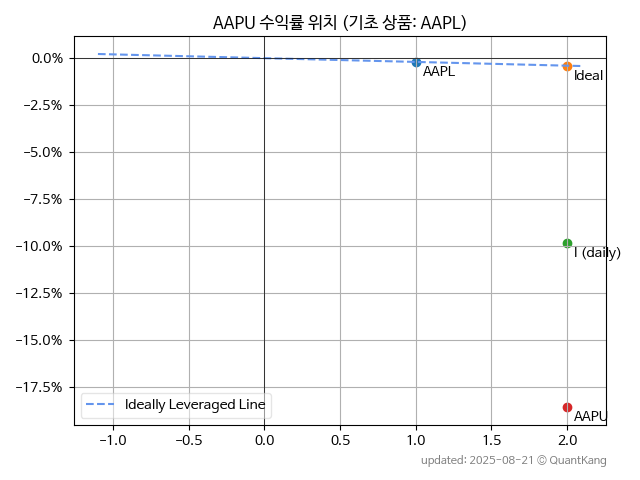 AAPU 수익률 위치 (기초 상품: AAPL)
0.0%
−2.5%
−5.0%
−7.5%
−10.0%
−12.5%
−15.0%
−17.5%
AAPL
Ideal
I (daily)
AAPU
Ideally Leveraged Line
−1.0 −0.5 0.0 0.5 1.0 1.5 2.0
updated: 2025-08-21 © QuantKang